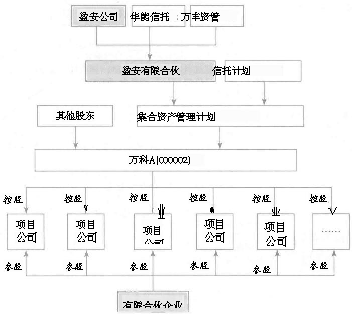 盈安公司 华能信托 万丰资管
盈安有限合伙 信托计划
其他股东 集合资产管理计划
万科A(000002)
控股 控股 控股 控股 控股 控股
项目 项目 项目 项目 项目 ……
公司 公司 公司 公司 公司
参股 参股 参股 参股 参股 参股
有限合伙企业